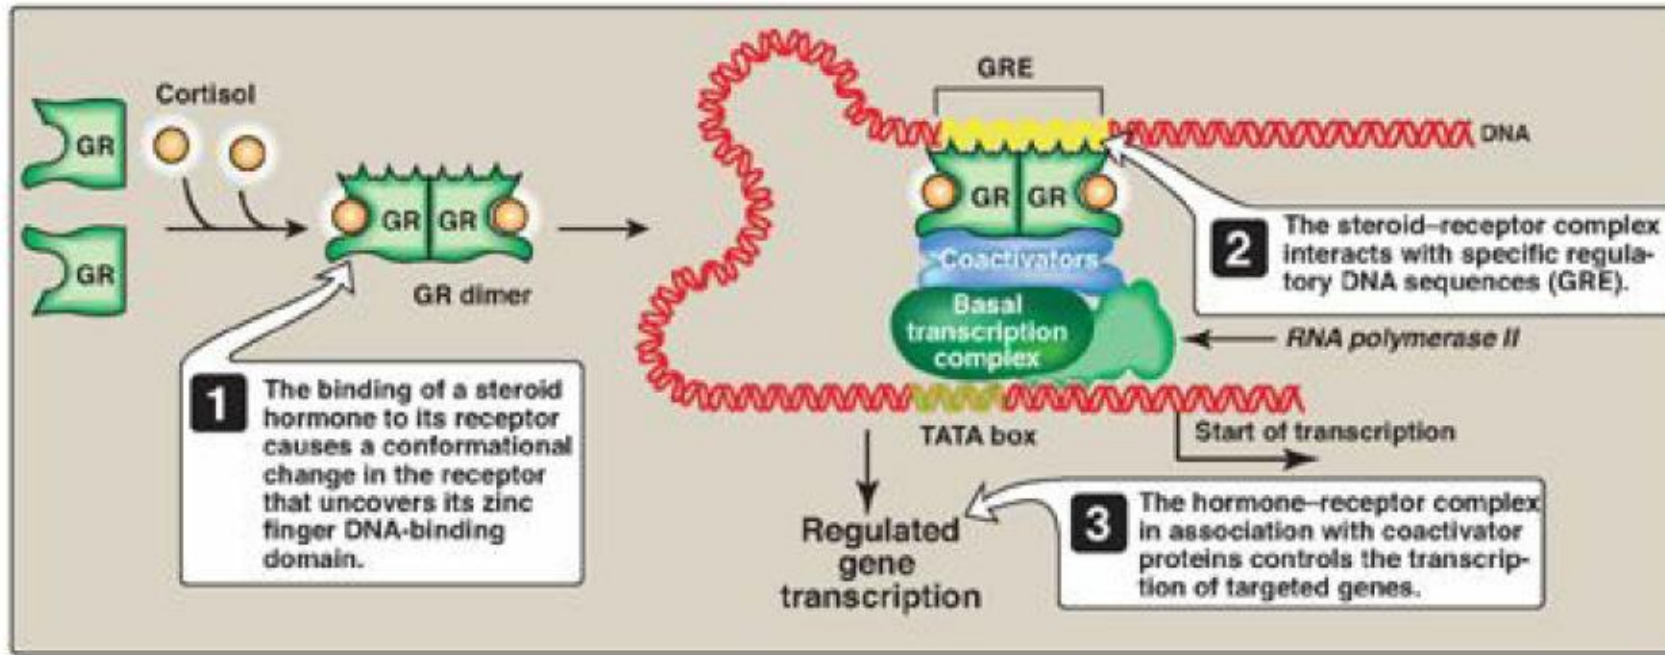 Cortisol
GR
GR
GR
GR
GR dimer
1
The binding of a steroid
hormone to its receptor
causes a conformational
change in the receptor
that uncovers its zinc
finger DNA-binding
domain.
GRE
DNA
GR
GR
Coactivators
Basal
transcription
complex
RNA polymerase II
2
The steroid–receptor complex
interacts with specific regula-
tory DNA sequences (GRE).
TATA box
Start of transcription
Regulated
gene
transcription
3
The hormone–receptor complex
in association with coactivator
proteins controls the transcrip-
tion of targeted genes.